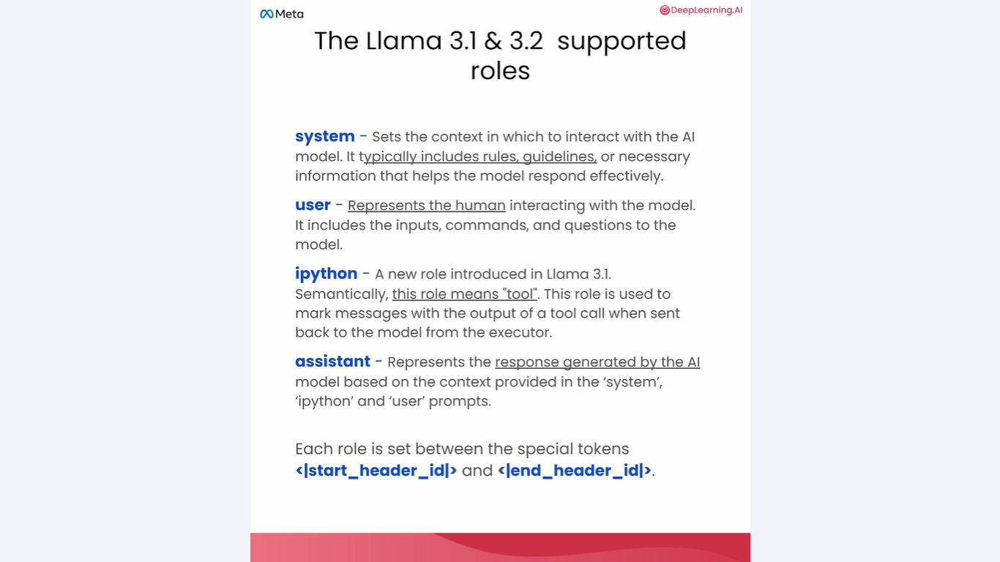 Meta
DeepLearning.AI
The Llama 3.1 & 3.2 supported
roles
system - Sets the context in which to interact with the AI
model. It typically includes rules, guidelines, or necessary
information that helps the model respond effectively.
user - Represents the human interacting with the model.
It includes the inputs, commands, and questions to the
model.
ipython - A new role introduced in Llama 3.1.
Semantically, this role means "tool". This role is used to
mark messages with the output of a tool call when sent
back to the model from the executor.
assistant - Represents the response generated by the AI
model based on the context provided in the ‘system’,
‘ipython’ and ‘user’ prompts.
Each role is set between the special tokens
<|start_header_id|> and <|end_header_id|>.